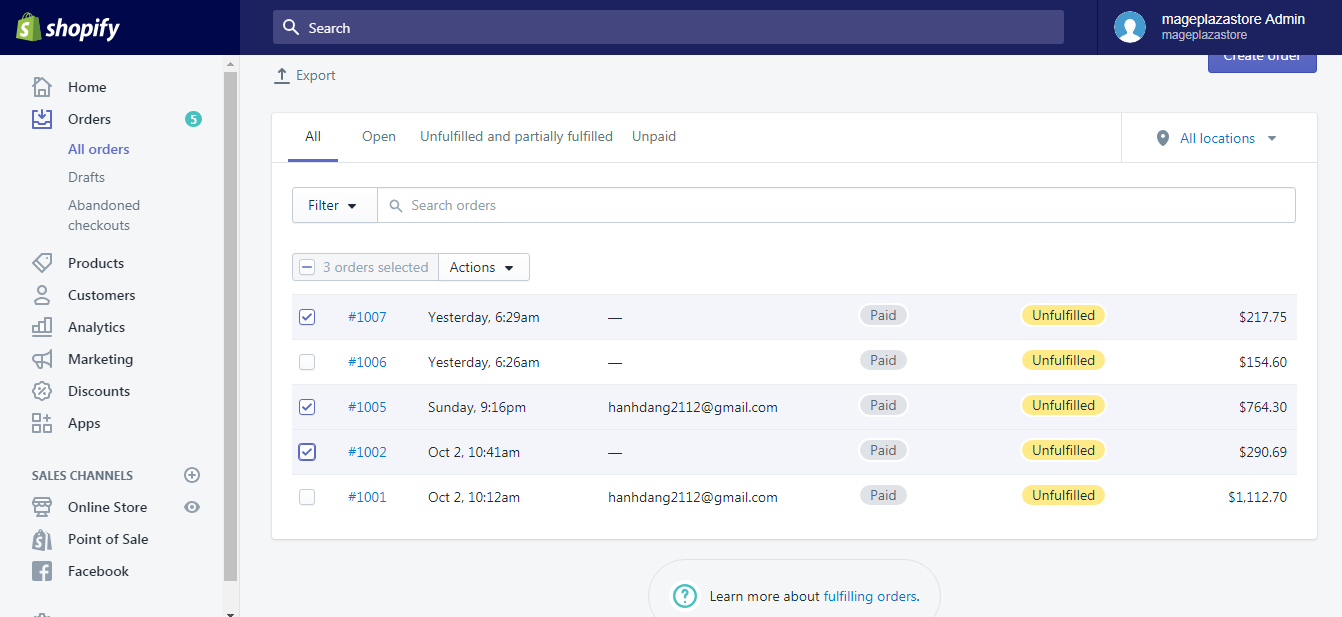 shopify
Search
mageplazastore Admin
mageplazastore
Home
Orders
5
All orders
Drafts
Abandoned
checkouts
Products
Customers
Analytics
Marketing
Discounts
Apps
SALES CHANNELS
Online Store
Point of Sale
Facebook
Export
Create order
All Open Unfulfilled and partially fulfilled Unpaid
All locations
Filter
Search orders
3 orders selected Actions
#1007 Yesterday, 6:29am — Paid Unfulfilled $217.75
#1006 Yesterday, 6:26am — Paid Unfulfilled $154.60
#1005 Sunday, 9:16pm hanhdang2112@gmail.com Paid Unfulfilled $764.30
#1002 Oct 2, 10:41am — Paid Unfulfilled $290.69
#1001 Oct 2, 10:12am hanhdang2112@gmail.com Paid Unfulfilled $1,112.70
? Learn more about fulfilling orders.